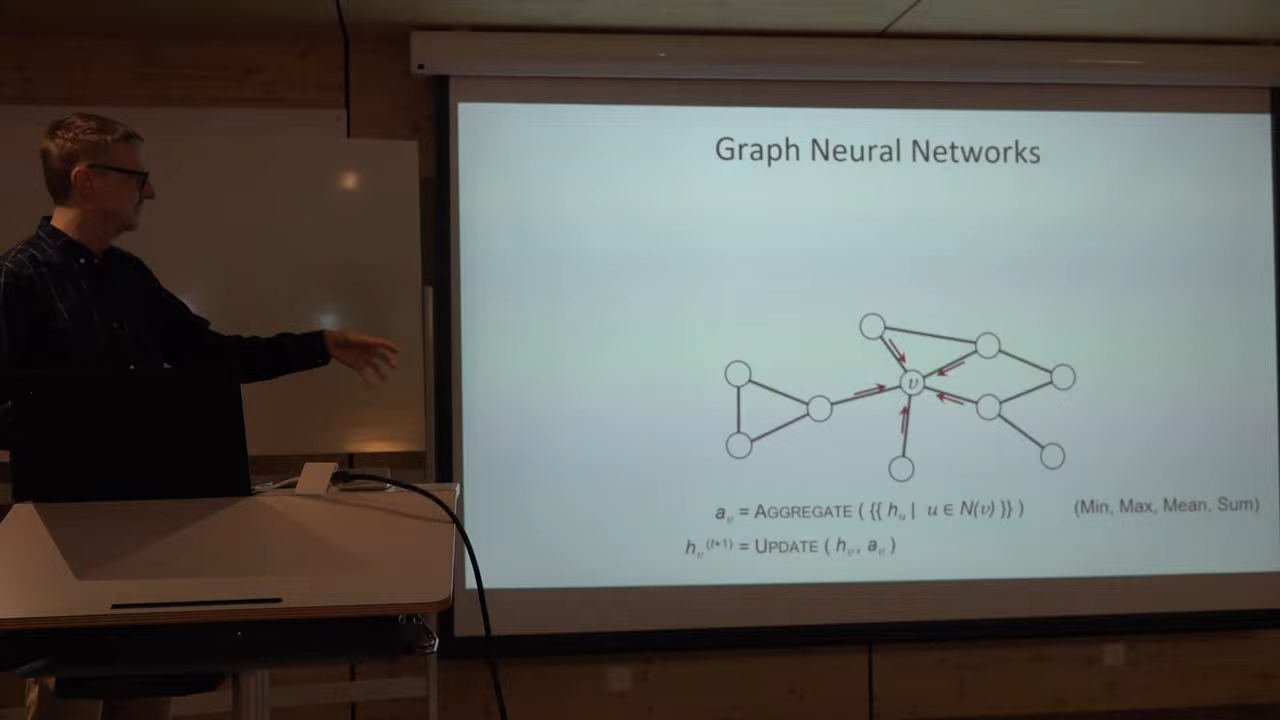 Graph Neural Networks
v
a_v = AGGREGATE ( {{ h_u | u ∈ N(v) }} ) (Min, Max, Mean, Sum)
h_v^(t+1) = UPDATE ( h_v, a_v )